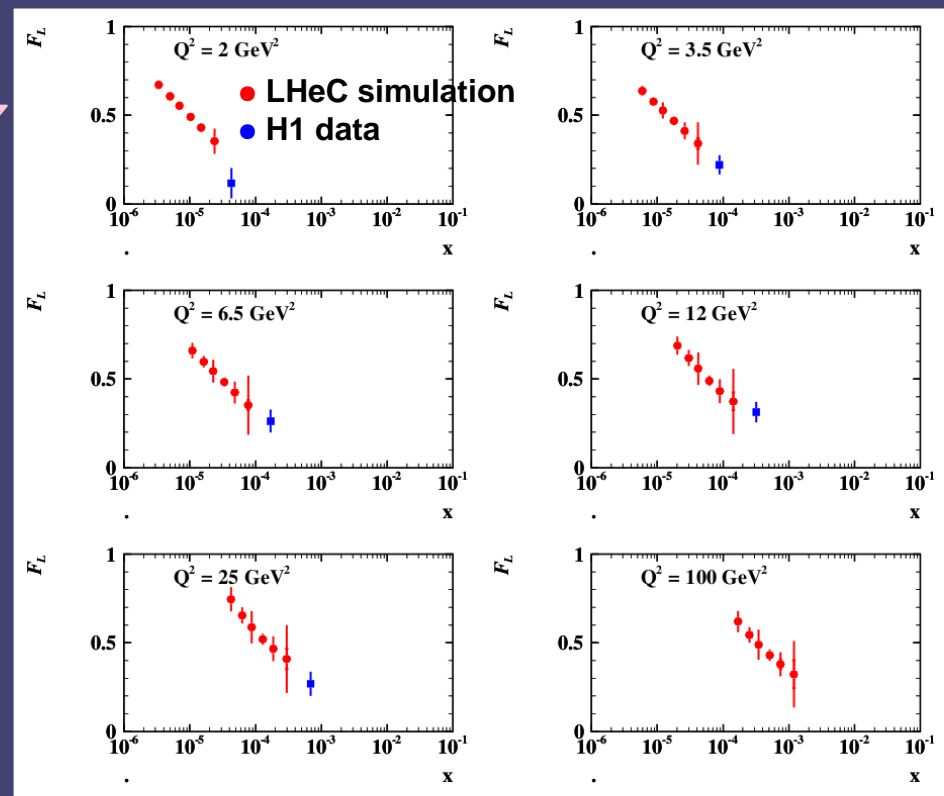 F_L 1 Q² = 2 GeV²
● LHeC simulation
0.5
● H1 data
0
10⁻⁶ 10⁻⁵ 10⁻⁴ 10⁻³ 10⁻² 10⁻¹
. x
F_L 1 Q² = 3.5 GeV²
0.5
0
10⁻⁶ 10⁻⁵ 10⁻⁴ 10⁻³ 10⁻² 10⁻¹
. x
F_L 1 Q² = 6.5 GeV²
0.5
0
10⁻⁶ 10⁻⁵ 10⁻⁴ 10⁻³ 10⁻² 10⁻¹
. x
F_L 1 Q² = 12 GeV²
0.5
0
10⁻⁶ 10⁻⁵ 10⁻⁴ 10⁻³ 10⁻² 10⁻¹
. x
F_L 1 Q² = 25 GeV²
0.5
0
10⁻⁶ 10⁻⁵ 10⁻⁴ 10⁻³ 10⁻² 10⁻¹
. x
F_L 1 Q² = 100 GeV²
0.5
0
10⁻⁶ 10⁻⁵ 10⁻⁴ 10⁻³ 10⁻² 10⁻¹
. x